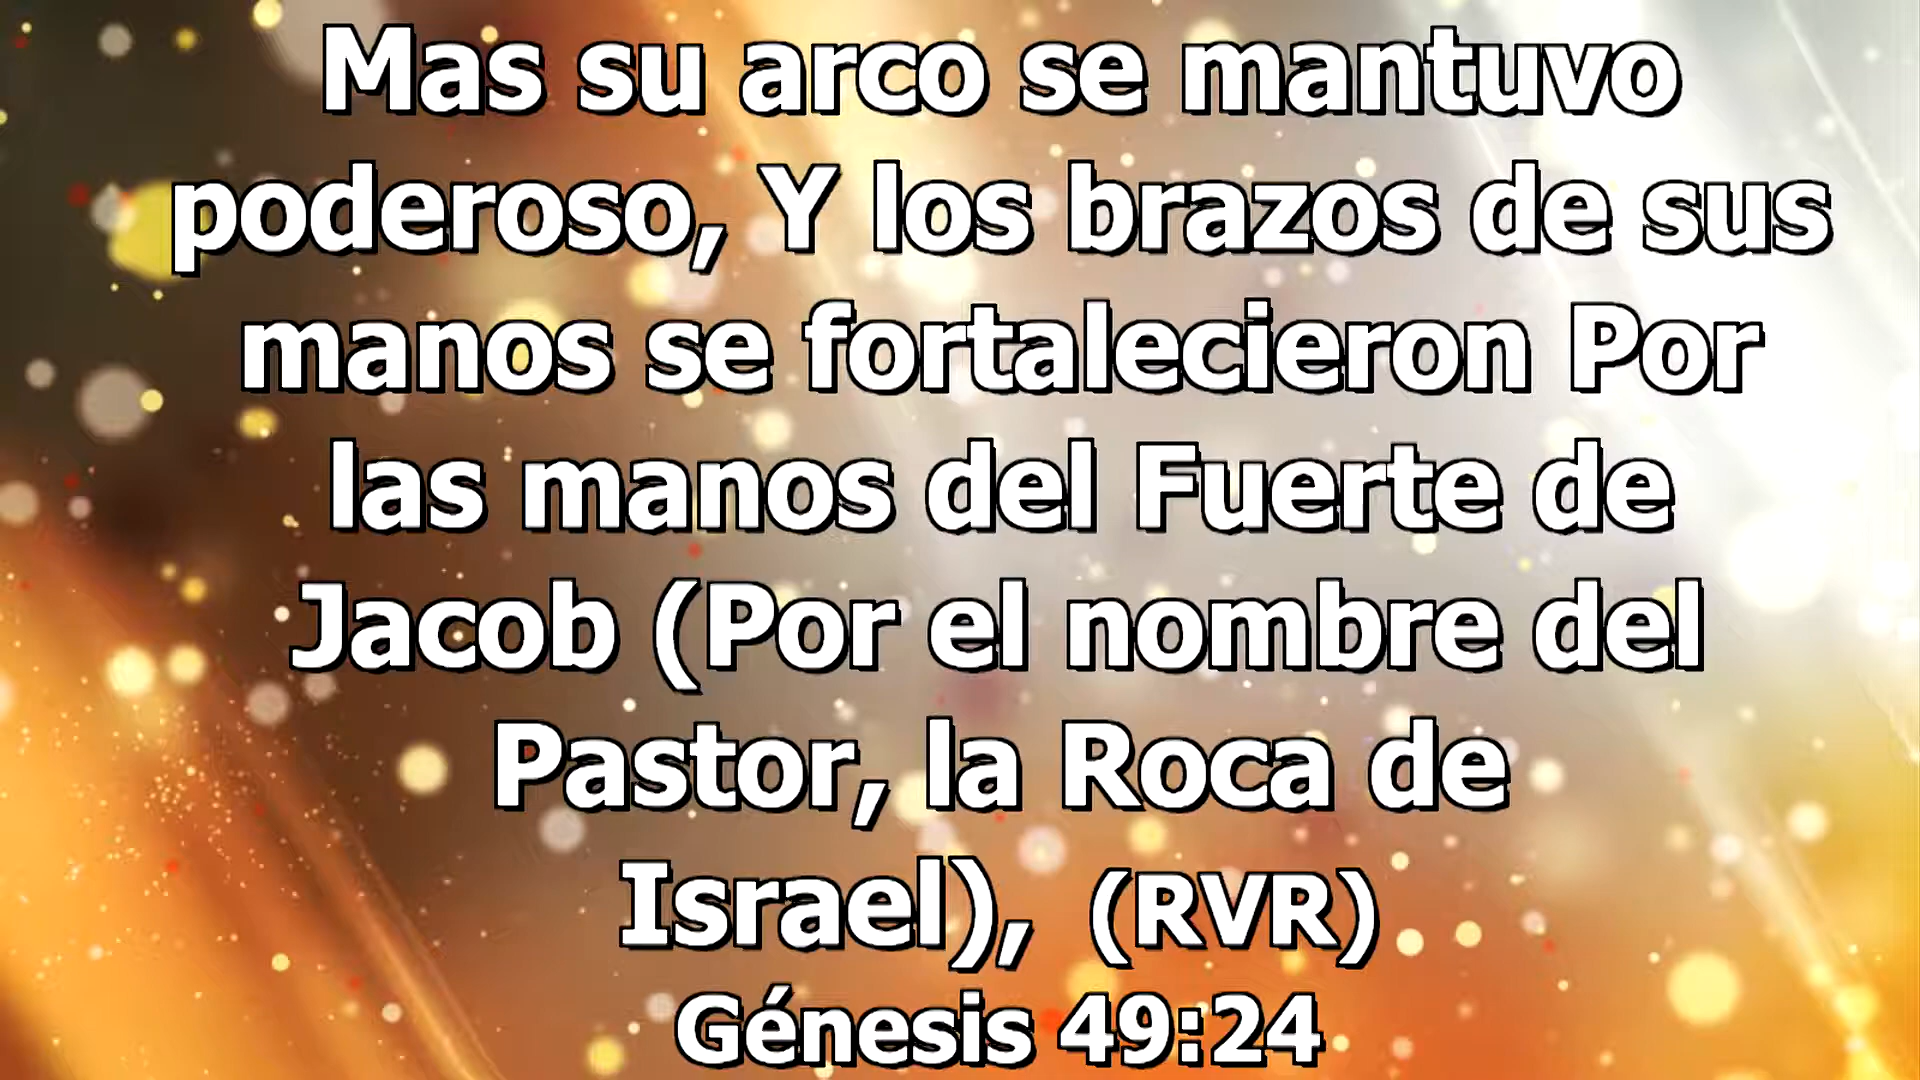 Mas su arco se mantuvo
poderoso, Y los brazos de sus
manos se fortalecieron Por
las manos del Fuerte de
Jacob (Por el nombre del
Pastor, la Roca de
Israel), (RVR)
Génesis 49:24